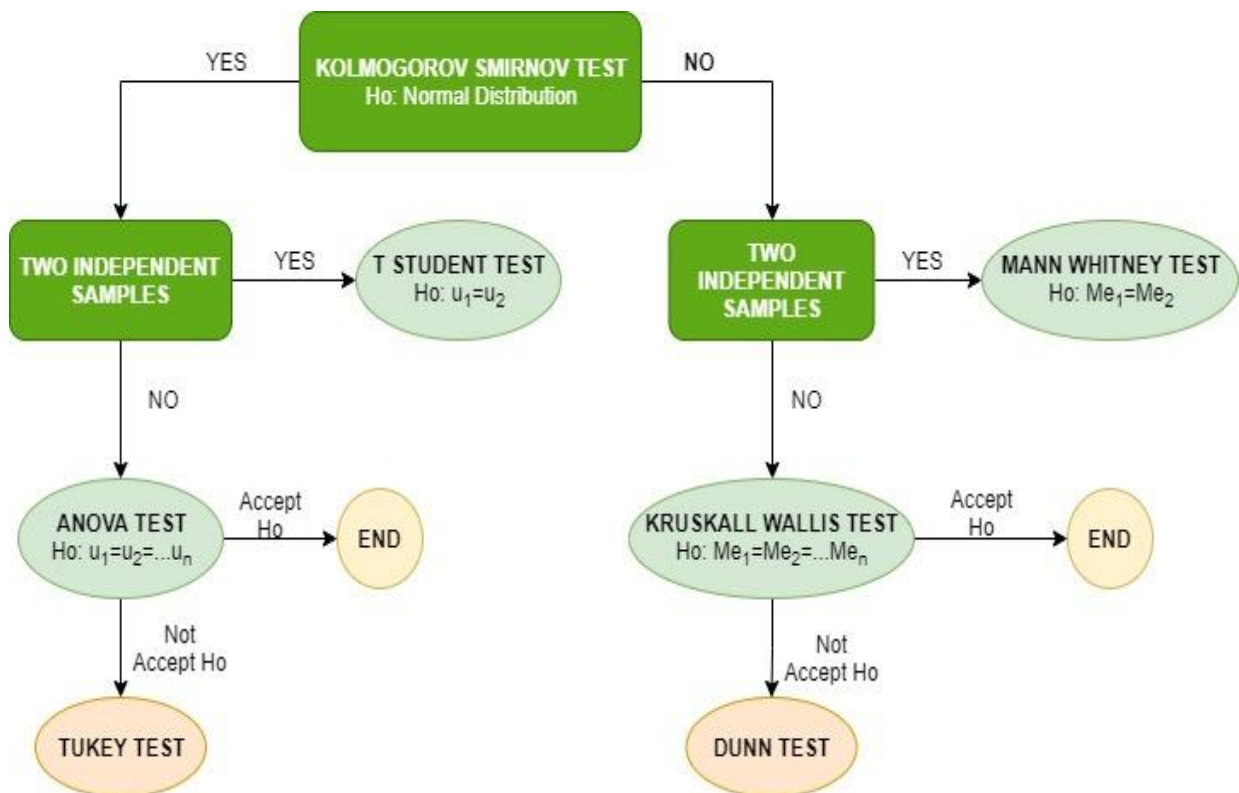 YES
KOLMOGOROV SMIRNOV TEST
Ho: Normal Distribution
NO
TWO INDEPENDENT
SAMPLES
YES
T STUDENT TEST
Ho: u₁=u₂
TWO
INDEPENDENT
SAMPLES
YES
MANN WHITNEY TEST
Ho: Me₁=Me₂
NO
NO
ANOVA TEST
Ho: u₁=u₂=...uₙ
Accept
Ho
END
KRUSKALL WALLIS TEST
Ho: Me₁=Me₂=...Meₙ
Accept
Ho
END
Not
Accept Ho
Not
Accept Ho
TUKEY TEST
DUNN TEST